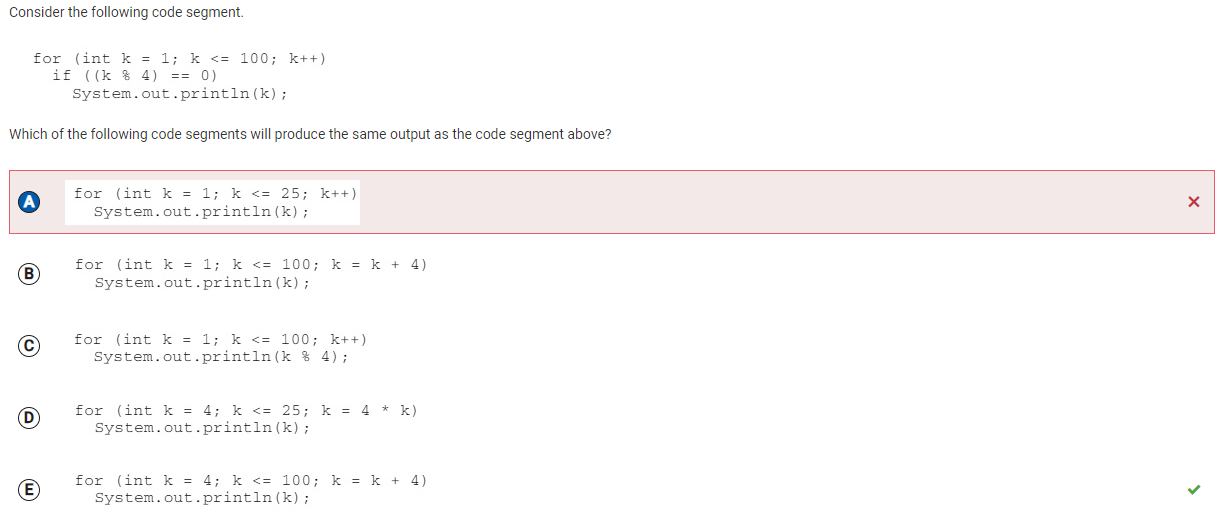 Consider the following code segment.
for (int k = 1; k <= 100; k++)
if ((k % 4) == 0)
System.out.println(k);
Which of the following code segments will produce the same output as the code segment above?
A
for (int k = 1; k <= 25; k++)
System.out.println(k);
B
for (int k = 1; k <= 100; k = k + 4)
System.out.println(k);
C
for (int k = 1; k <= 100; k++)
System.out.println(k % 4);
D
for (int k = 4; k <= 25; k = 4 * k)
System.out.println(k);
E
for (int k = 4; k <= 100; k = k + 4)
System.out.println(k);